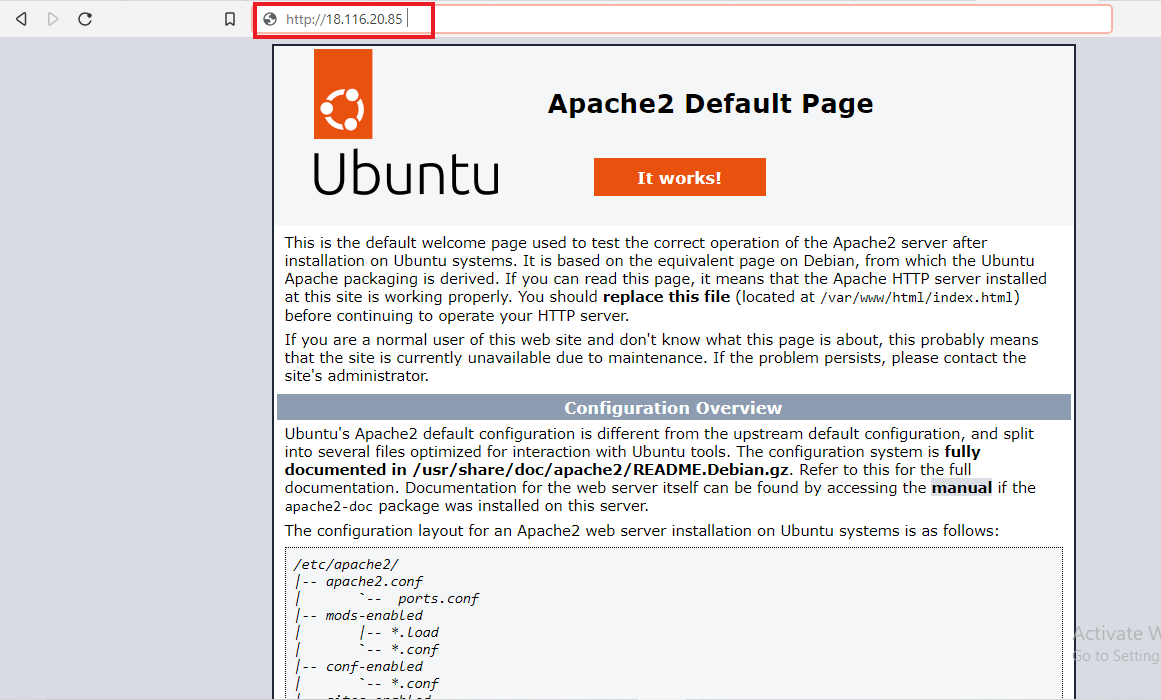 http://18.116.20.85
Apache2 Default Page
Ubuntu
It works!
This is the default welcome page used to test the correct operation of the Apache2 server after
installation on Ubuntu systems. It is based on the equivalent page on Debian, from which the Ubuntu
Apache packaging is derived. If you can read this page, it means that the Apache HTTP server installed
at this site is working properly. You should replace this file (located at /var/www/html/index.html)
before continuing to operate your HTTP server.
If you are a normal user of this web site and don't know what this page is about, this probably means
that the site is currently unavailable due to maintenance. If the problem persists, please contact the
site's administrator.
Configuration Overview
Ubuntu's Apache2 default configuration is different from the upstream default configuration, and split
into several files optimized for interaction with Ubuntu tools. The configuration system is fully
documented in /usr/share/doc/apache2/README.Debian.gz. Refer to this for the full
documentation. Documentation for the web server itself can be found by accessing the manual if the
apache2-doc package was installed on this server.
The configuration layout for an Apache2 web server installation on Ubuntu systems is as follows:
/etc/apache2/
|-- apache2.conf
|       `--  ports.conf
|-- mods-enabled
|       |-- *.load
|       `-- *.conf
|-- conf-enabled
|       `-- *.conf
Activate W
Go to Setting